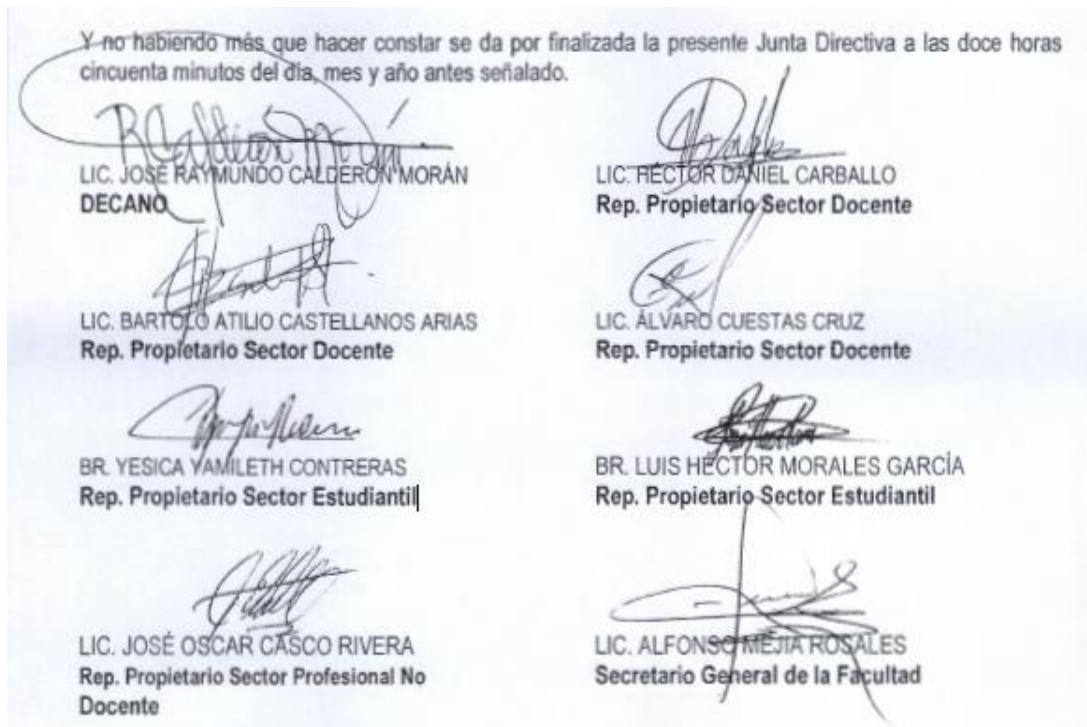 Y no habiendo más que hacer constar se da por finalizada la presente Junta Directiva a las doce horas
cincuenta minutos del día, mes y año antes señalado.
LIC. JOSÉ RAYMUNDO CALDERÓN MORÁN
DECANO
LIC. HÉCTOR DANIEL CARBALLO
Rep. Propietario Sector Docente
LIC. BARTOLO ATILIO CASTELLANOS ARIAS
Rep. Propietario Sector Docente
LIC. ÁLVARO CUESTAS CRUZ
Rep. Propietario Sector Docente
BR. YESICA YAMILETH CONTRERAS
Rep. Propietario Sector Estudiantil
BR. LUIS HÉCTOR MORALES GARCÍA
Rep. Propietario Sector Estudiantil
LIC. JOSÉ OSCAR CASCO RIVERA
Rep. Propietario Sector Profesional No
Docente
LIC. ALFONSO MEJIA ROSALES
Secretario General de la Facultad